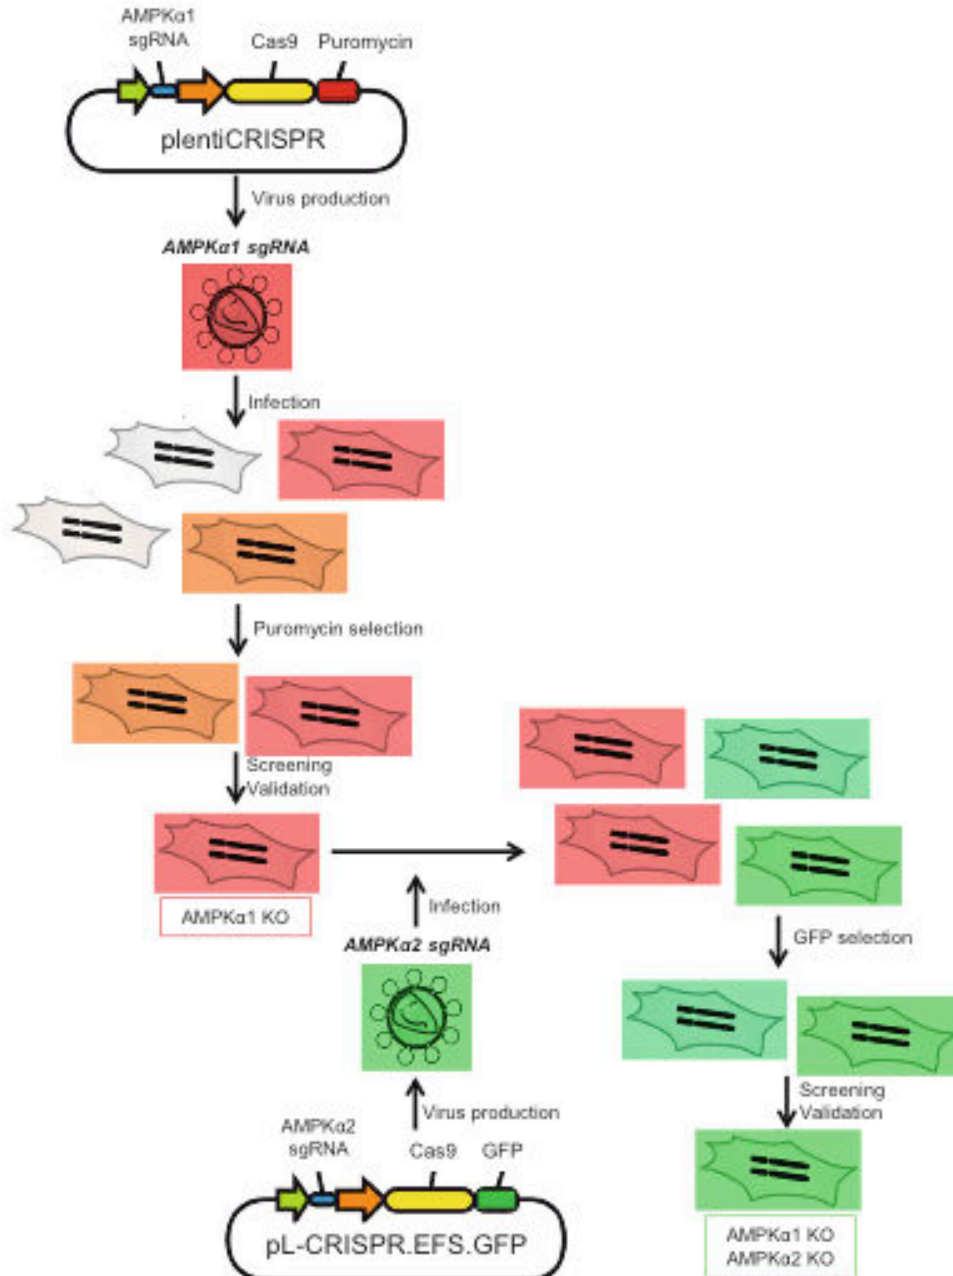 AMPKα1
sgRNA
Cas9
Puromycin
plentiCRISPR
Virus production
AMPKα1 sgRNA
Infection
Puromycin selection
Screening
Validation
AMPKα1 KO
Infection
AMPKα2 sgRNA
Virus production
AMPKα2
sgRNA
Cas9
GFP
pL-CRISPR.EFS.GFP
GFP selection
Screening
Validation
AMPKα1 KO
AMPKα2 KO